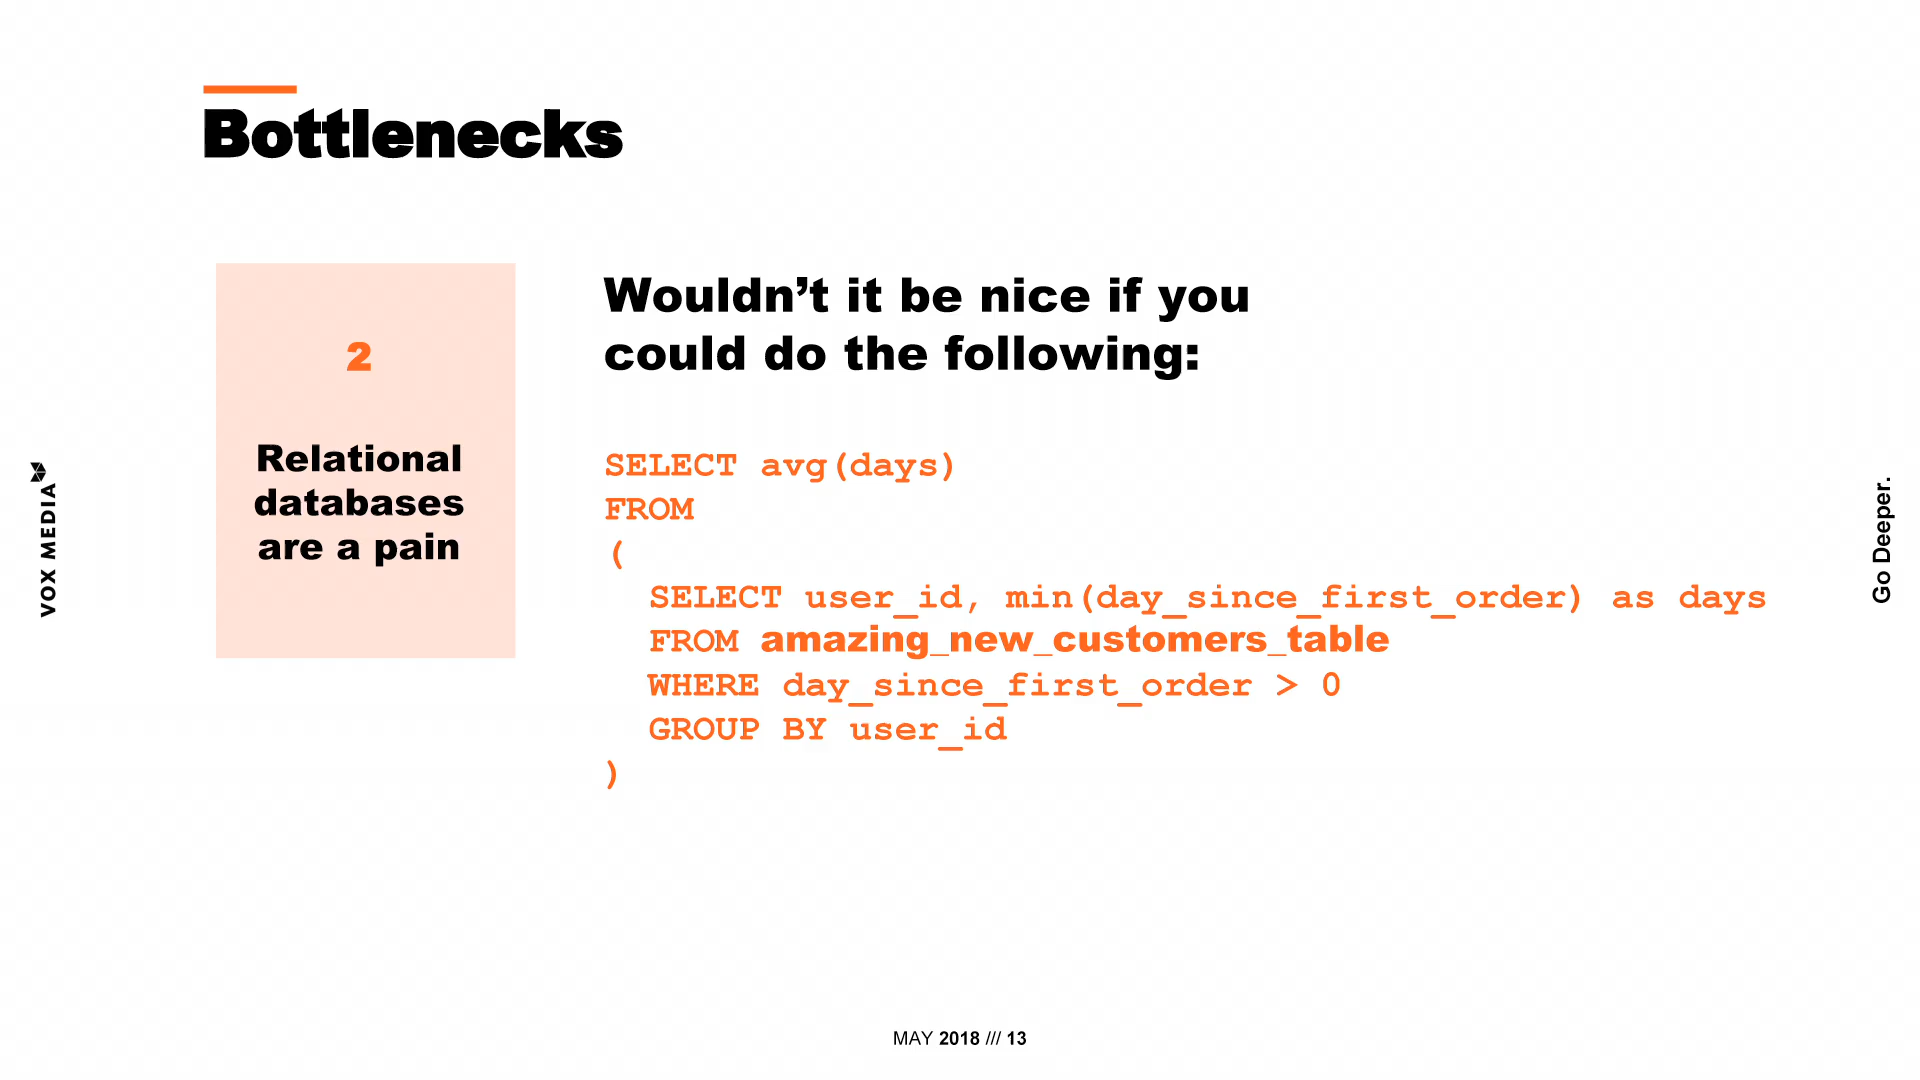 Bottlenecks
2
Relational
databases
are a pain
Wouldn’t it be nice if you
could do the following:
SELECT avg(days)
FROM
(
SELECT user_id, min(day_since_first_order) as days
FROM amazing_new_customers_table
WHERE day_since_first_order > 0
GROUP BY user_id
)
VOX MEDIA
Go Deeper.
MAY 2018 /// 13